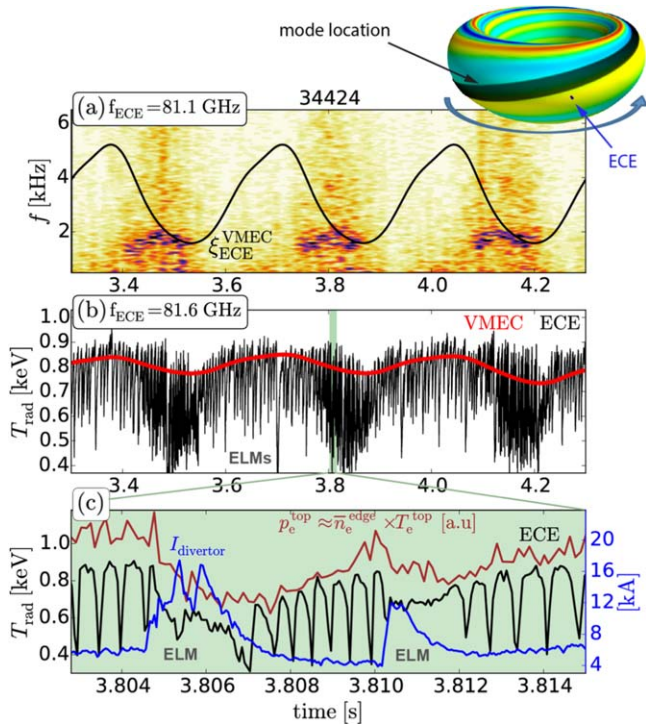 mode location
ECE
(a) f_ECE = 81.1 GHz
34424
6
4
2
f [kHz]
ξ_ECE^VMEC
3.4 3.6 3.8 4.0 4.2
(b) f_ECE = 81.6 GHz
VMEC ECE
1.0
0.9
0.8
0.7
0.6
0.5
0.4
T_rad [keV]
ELMs
3.4 3.6 3.8 4.0 4.2
(c)
p_e^top ≈ n̄_e^edge × T_e^top [a.u]
ECE
I_divertor
1.0
0.8
0.6
0.4
T_rad [keV]
20
16
12
8
4
[kA]
ELM
ELM
3.804 3.806 3.808 3.810 3.812 3.814
time [s]